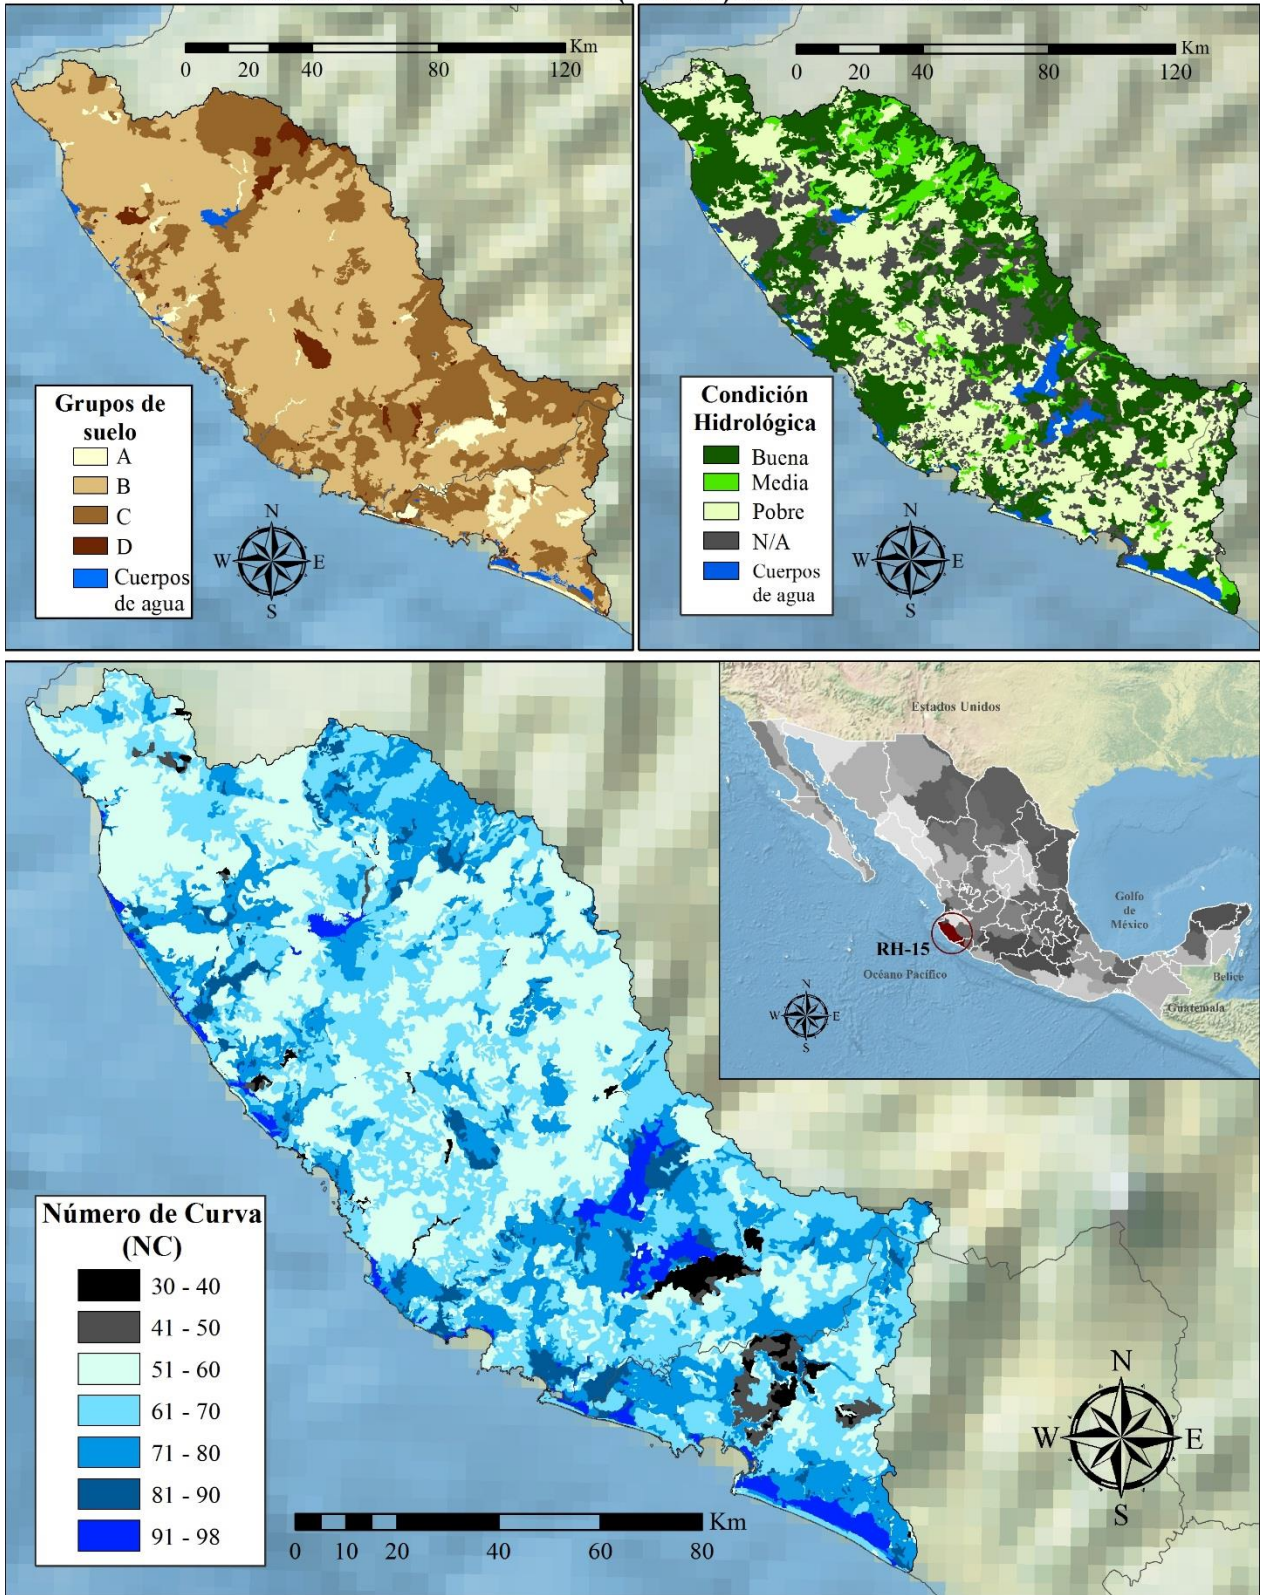 Km
0 20 40 80 120
Grupos de
suelo
A
B
C
D
Cuerpos
de agua
N
W E
S
Km
0 20 40 80 120
Condición
Hidrológica
Buena
Media
Pobre
N/A
Cuerpos
de agua
N
W E
S
Estados Unidos
Golfo
de
México
RH-15
Océano Pacífico
Belice
Guatemala
N
W E
S
Número de Curva
(NC)
30 - 40
41 - 50
51 - 60
61 - 70
71 - 80
81 - 90
91 - 98
Km
0 10 20 40 60 80
N
W E
S